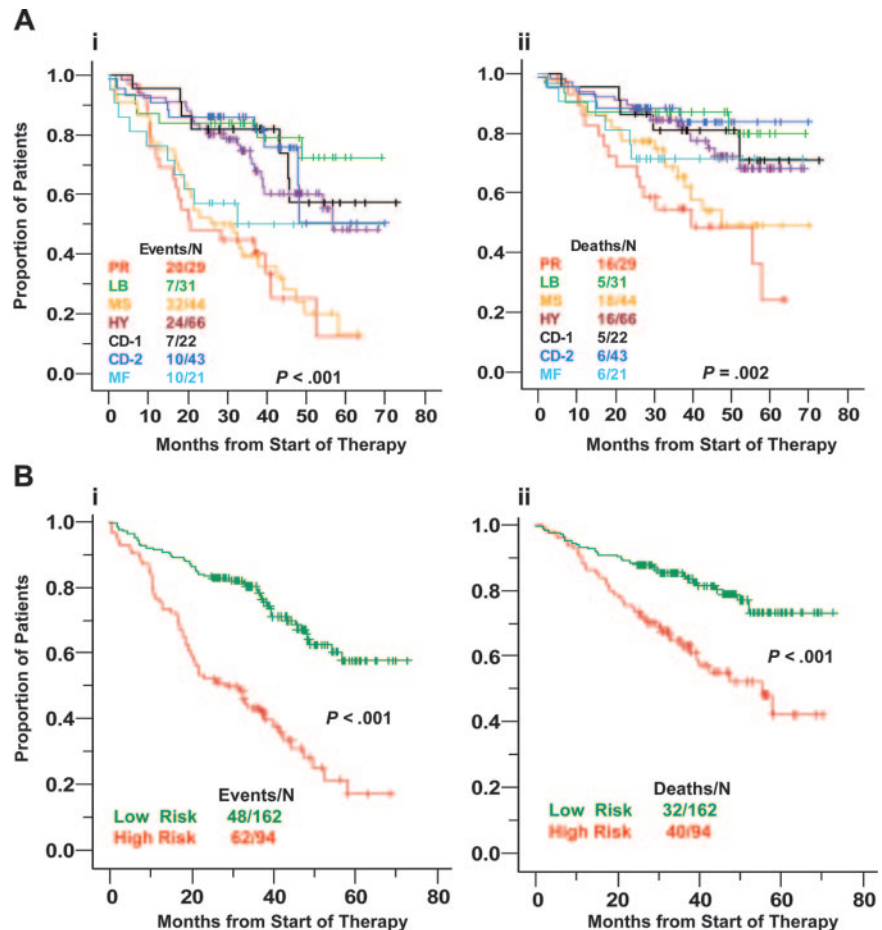 A
i
1.0
0.8
0.6
0.4
0.2
0.0
Proportion of Patients
Events/N
PR 20/29
LB 7/31
MS 32/44
HY 24/66
CD-1 7/22
CD-2 10/43
MF 10/21
P < .001
0 10 20 30 40 50 60 70 80
Months from Start of Therapy
ii
1.0
0.8
0.6
0.4
0.2
0.0
Deaths/N
PR 16/29
LB 5/31
MS 18/44
HY 16/66
CD-1 5/22
CD-2 6/43
MF 6/21
P = .002
0 10 20 30 40 50 60 70 80
Months from Start of Therapy
B
i
1.0
0.8
0.6
0.4
0.2
0.0
Proportion of Patients
P < .001
Events/N
Low Risk 48/162
High Risk 62/94
0 20 40 60 80
Months from Start of Therapy
ii
1.0
0.8
0.6
0.4
0.2
0.0
P < .001
Deaths/N
Low Risk 32/162
High Risk 40/94
0 20 40 60 80
Months from Start of Therapy